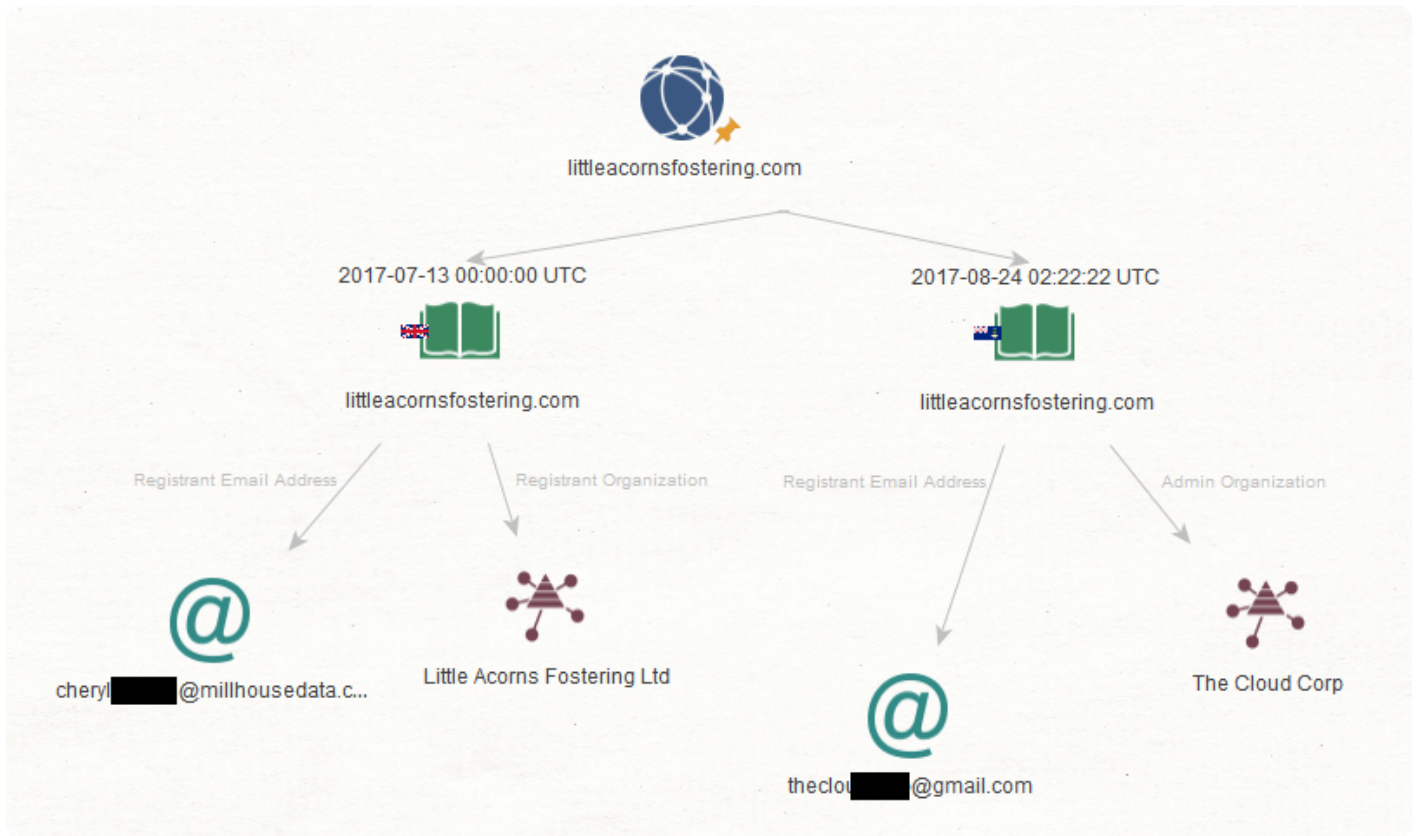 littleacornsfostering.com
2017-07-13 00:00:00 UTC
2017-08-24 02:22:22 UTC
littleacornsfostering.com
littleacornsfostering.com
Registrant Email Address
Registrant Organization
Registrant Email Address
Admin Organization
cheryl @millhousedata.c...
Little Acorns Fostering Ltd
The Cloud Corp
theclou @gmail.com